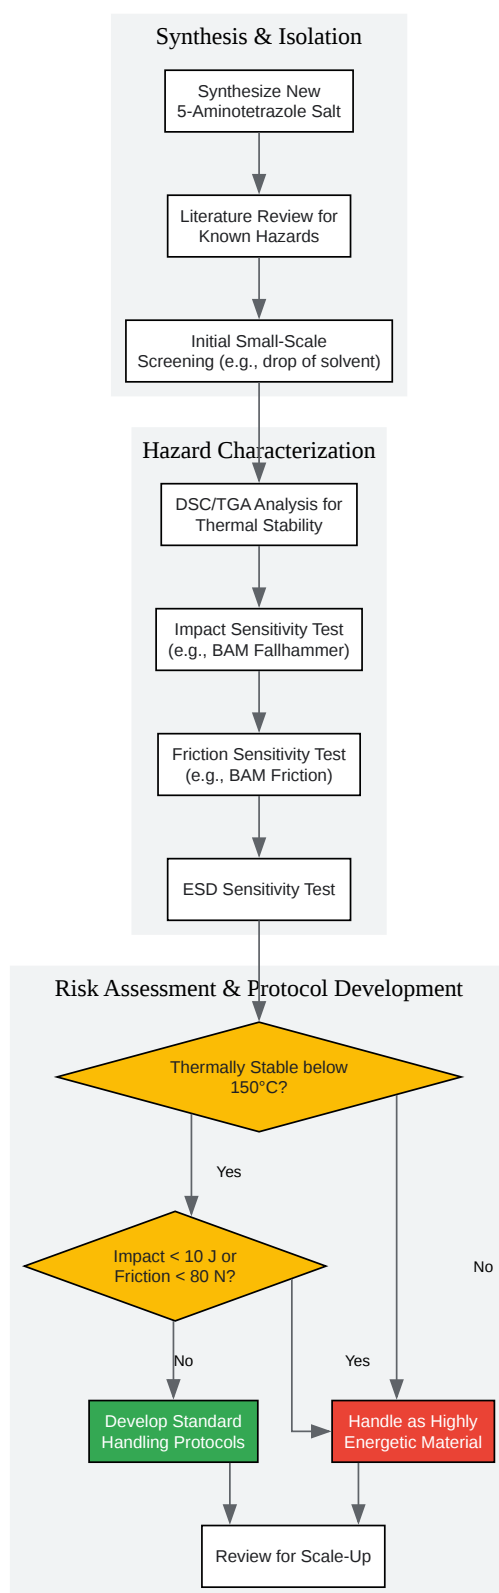 Synthesis & Isolation
Synthesize New
5-Aminotetrazole Salt
Literature Review for
Known Hazards
Initial Small-Scale
Screening (e.g., drop of solvent)
Hazard Characterization
DSC/TGA Analysis for
Thermal Stability
Impact Sensitivity Test
(e.g., BAM Fallhammer)
Friction Sensitivity Test
(e.g., BAM Friction)
ESD Sensitivity Test
Risk Assessment & Protocol Development
Thermally Stable below
150°C?
Yes
Impact < 10 J or
Friction < 80 N?
No
No
Yes
Develop Standard
Handling Protocols
Handle as Highly
Energetic Material
Review for Scale-Up